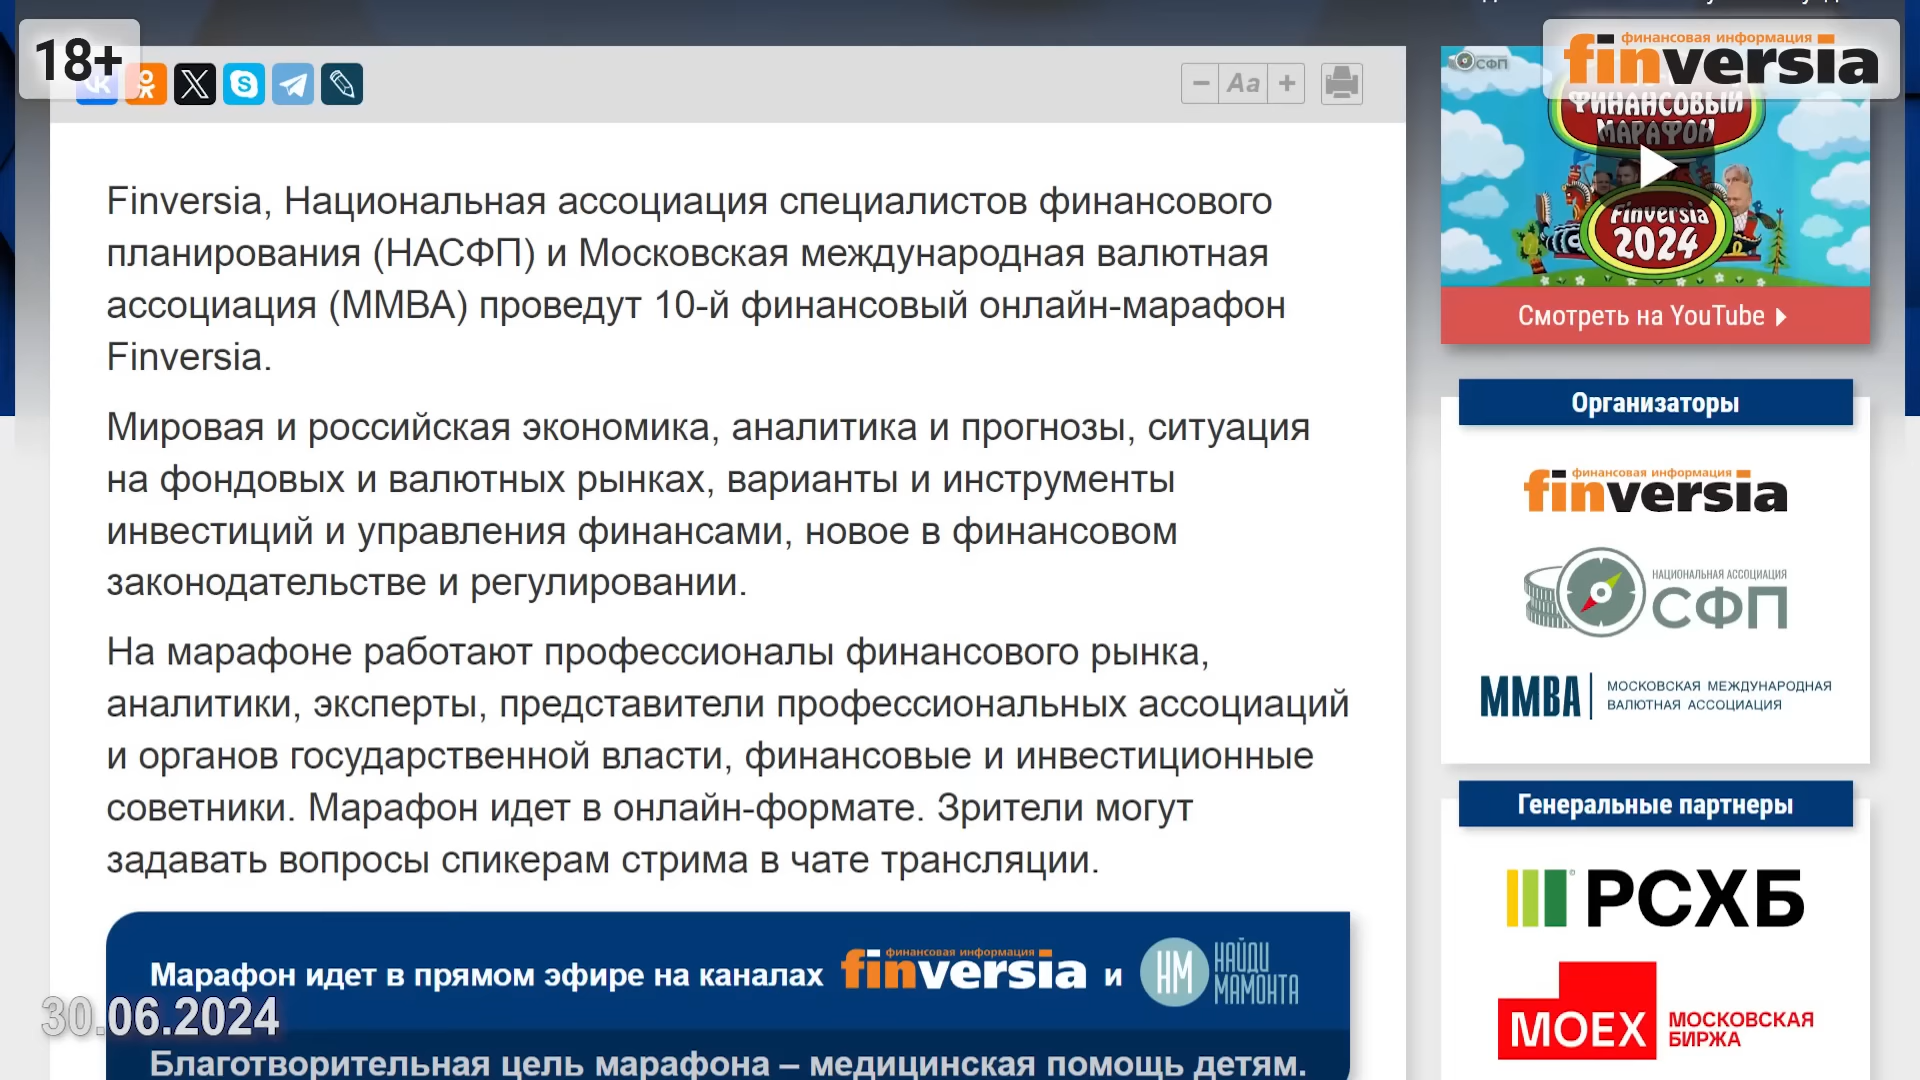 18+
Aa
Finversia, Национальная ассоциация специалистов финансового
планирования (НАСФП) и Московская международная валютная
ассоциация (ММВА) проведут 10-й финансовый онлайн-марафон
Finversia.
Мировая и российская экономика, аналитика и прогнозы, ситуация
на фондовых и валютных рынках, варианты и инструменты
инвестиций и управления финансами, новое в финансовом
законодательстве и регулировании.
На марафоне работают профессионалы финансового рынка,
аналитики, эксперты, представители профессиональных ассоциаций
и органов государственной власти, финансовые и инвестиционные
советники. Марафон идет в онлайн-формате. Зрители могут
задавать вопросы спикерам стрима в чате трансляции.
Марафон идет в прямом эфире на каналах финансовая информация finversia и НМ НАЙДИ МАМОНТА
Благотворительная цель марафона – медицинская помощь детям.
30.06.2024
финансовая информация
finversia
СФП
ФИНАНСОВЫЙ
МАРАФОН
Finversia
2024
Смотреть на YouTube
Организаторы
финансовая информация
finversia
НАЦИОНАЛЬНАЯ АССОЦИАЦИЯ
СФП
ММВА
МОСКОВСКАЯ МЕЖДУНАРОДНАЯ
ВАЛЮТНАЯ АССОЦИАЦИЯ
Генеральные партнеры
РСХБ
MOEX
МОСКОВСКАЯ
БИРЖА